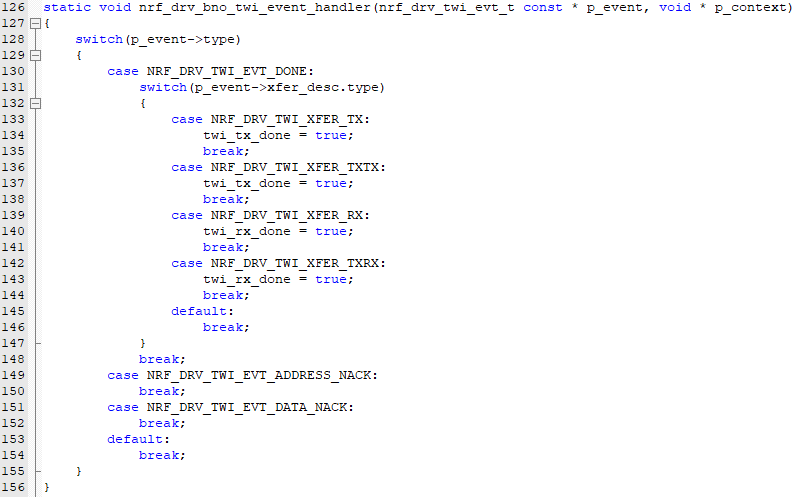 126 static void nrf_drv_bno_twi_event_handler(nrf_drv_twi_evt_t const * p_event, void * p_context)
127 {
128     switch(p_event->type)
129     {
130         case NRF_DRV_TWI_EVT_DONE:
131             switch(p_event->xfer_desc.type)
132             {
133                 case NRF_DRV_TWI_XFER_TX:
134                     twi_tx_done = true;
135                     break;
136                 case NRF_DRV_TWI_XFER_TXTX:
137                     twi_tx_done = true;
138                     break;
139                 case NRF_DRV_TWI_XFER_RX:
140                     twi_rx_done = true;
141                     break;
142                 case NRF_DRV_TWI_XFER_TXRX:
143                     twi_rx_done = true;
144                     break;
145                 default:
146                     break;
147             }
148             break;
149         case NRF_DRV_TWI_EVT_ADDRESS_NACK:
150             break;
151         case NRF_DRV_TWI_EVT_DATA_NACK:
152             break;
153         default:
154             break;
155     }
156 }